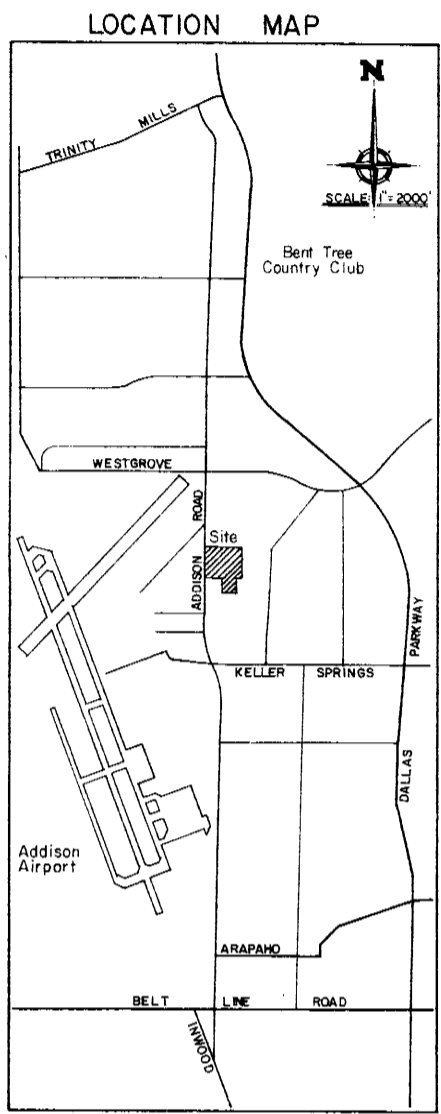 LOCATION MAP
N
TRINITY MILLS
SCALE: 1"= 2000'
Bent Tree
Country Club
WESTGROVE
ADDISON ROAD
Site
KELLER SPRINGS
DALLAS PARKWAY
Addison
Airport
ARAPAHO
BELT LINE ROAD
INWOOD